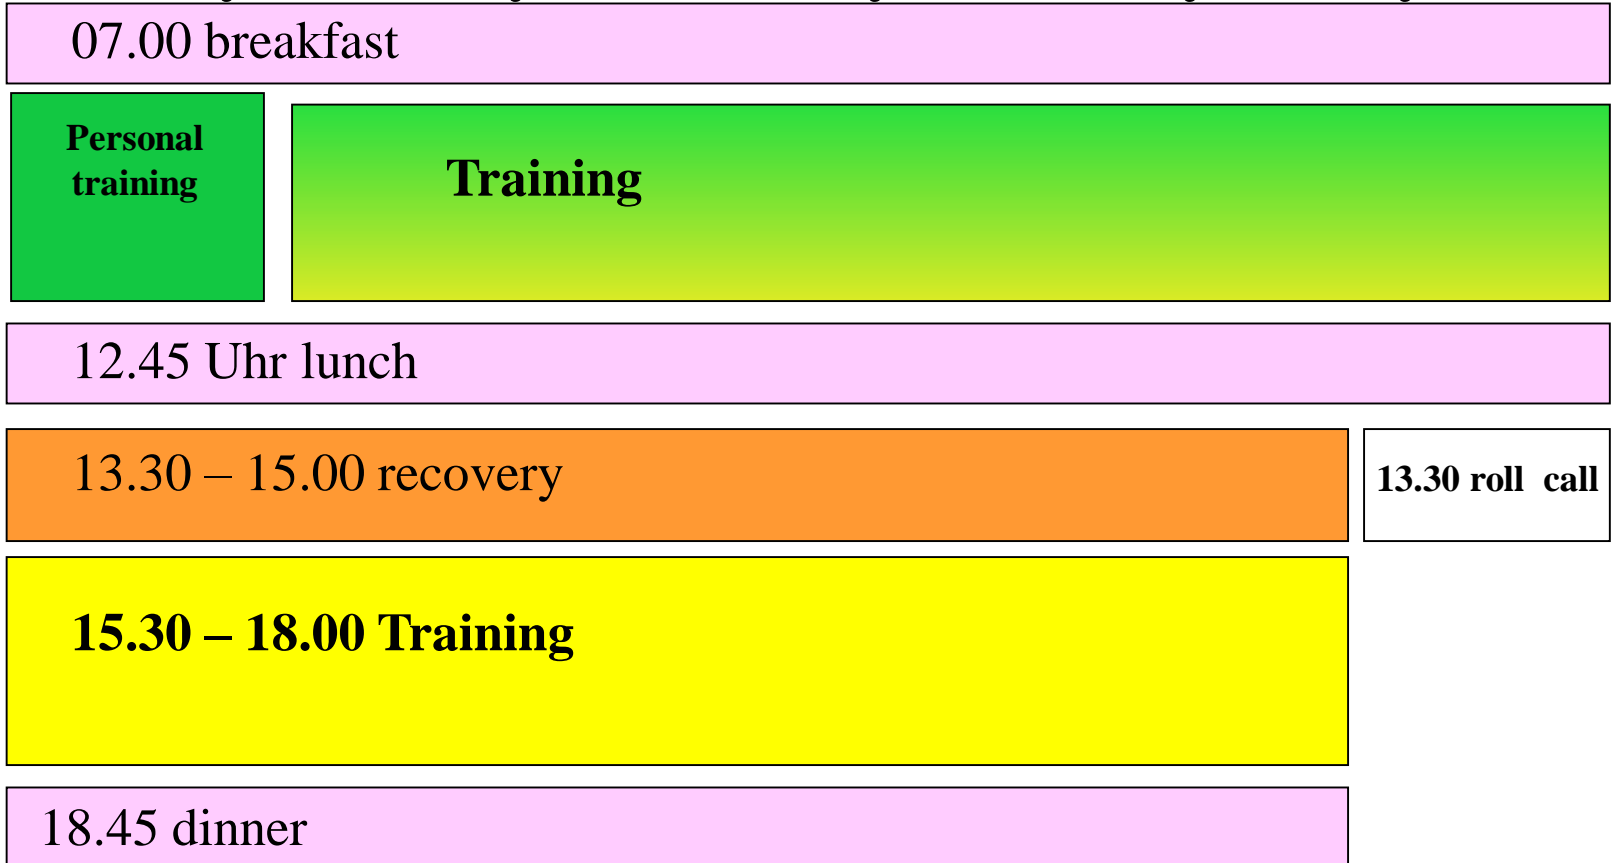 07.00 breakfast
Personal
training
Training
12.45 Uhr lunch
13.30 – 15.00 recovery
13.30 roll call
15.30 – 18.00 Training
18.45 dinner